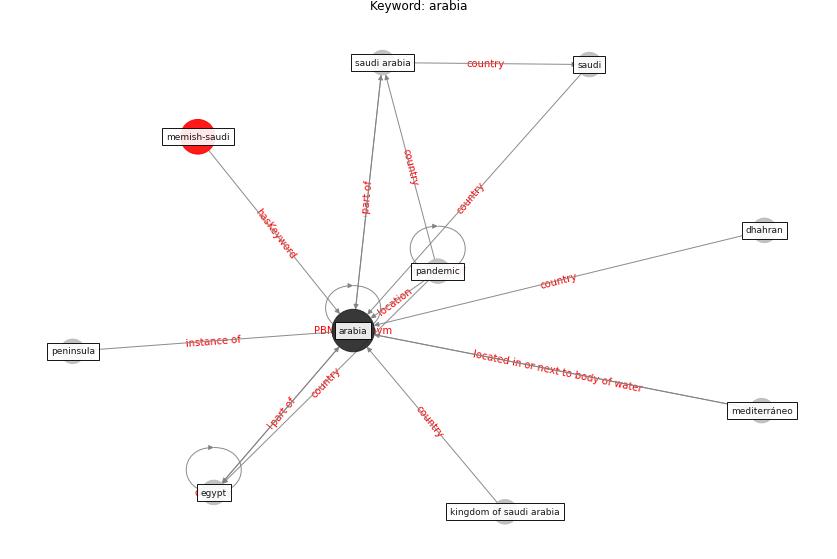 Keyword: arabia
saudi arabia
country
saudi
memish-saudi
country
part of
country
hasKeyword
dhahran
pandemic
country
location
arabia
instance of
peninsula
located in or next to body of water
country
part of
country
mediterráneo
egypt
kingdom of saudi arabia